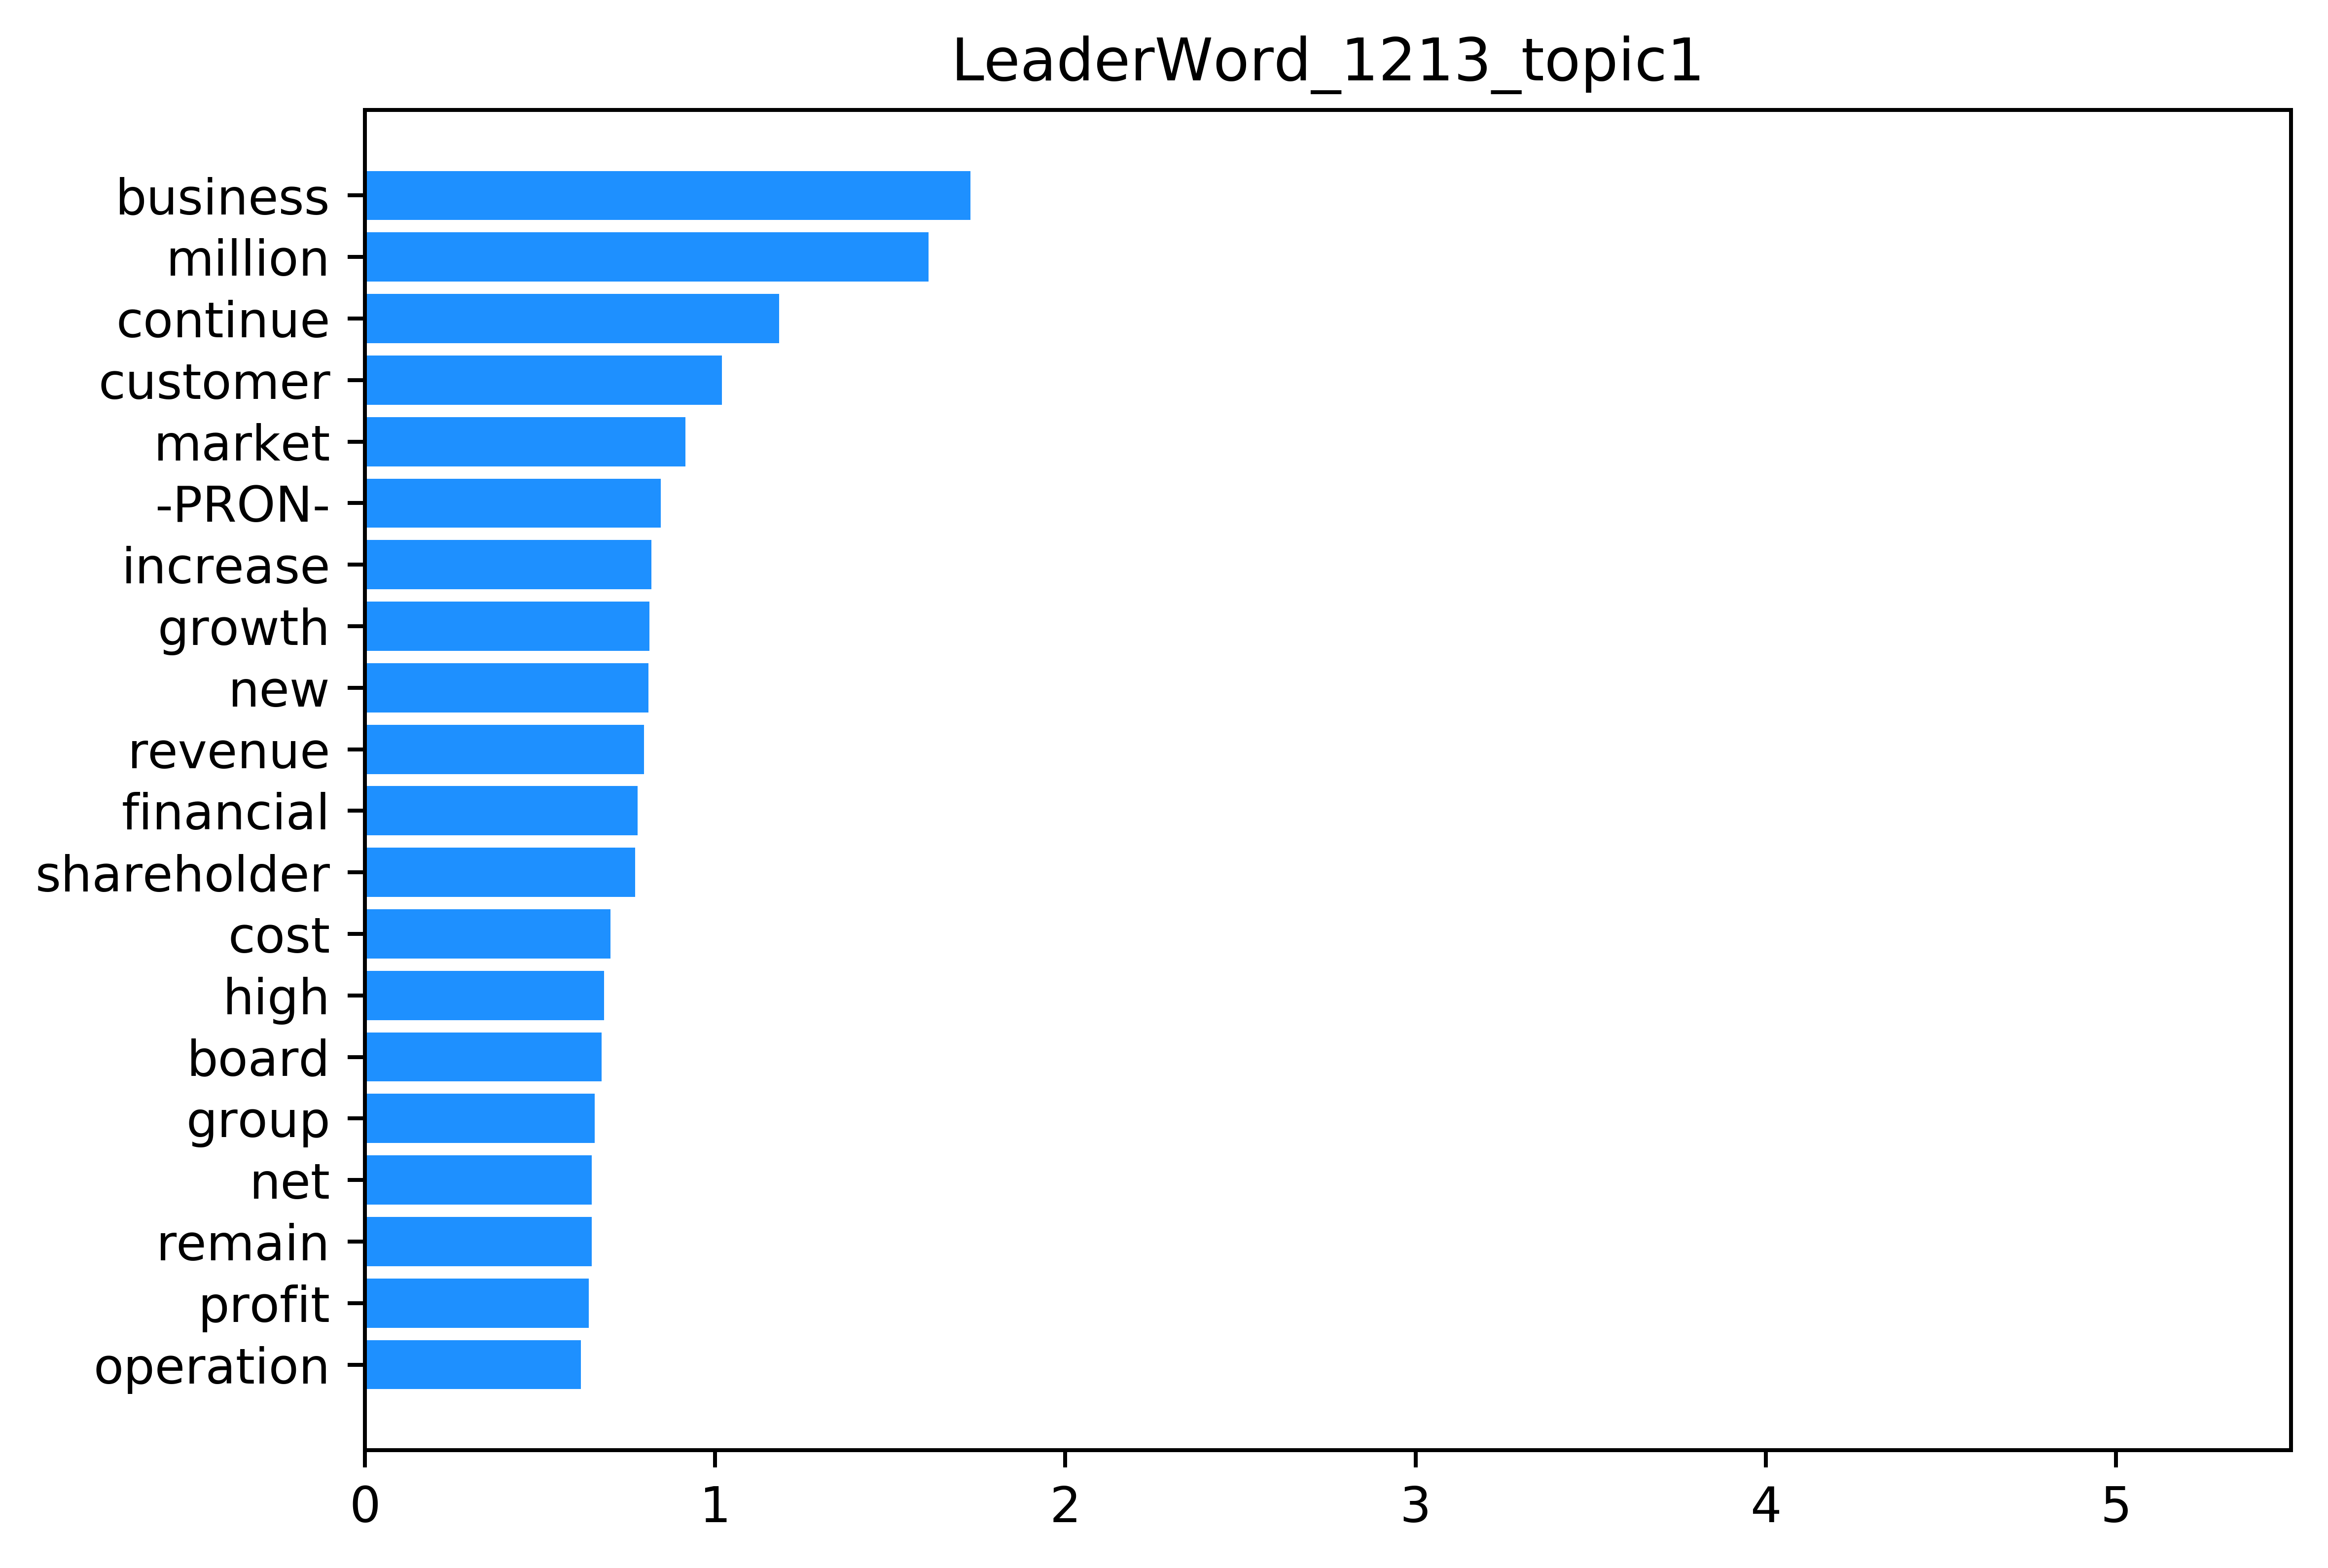 LeaderWord_1213_topic1
business
million
continue
customer
market
-PRON-
increase
growth
new
revenue
financial
shareholder
cost
high
board
group
net
remain
profit
operation
0 1 2 3 4 5